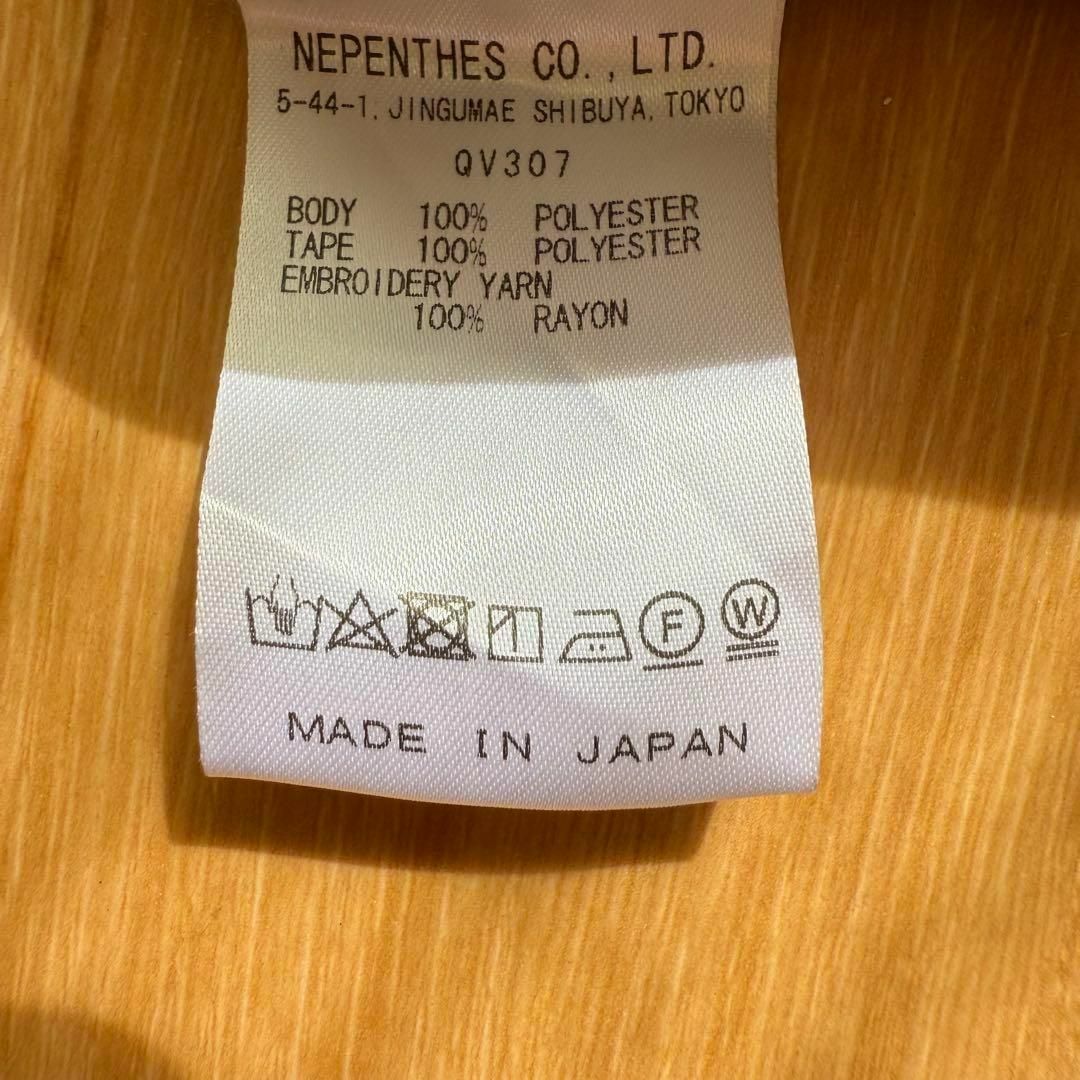 NEPENTHES CO., LTD.
5-44-1, JINGUMAE SHIBUYA, TOKYO
QV307
BODY 100% POLYESTER
TAPE 100% POLYESTER
EMBROIDERY YARN
100% RAYON
F W
MADE IN JAPAN